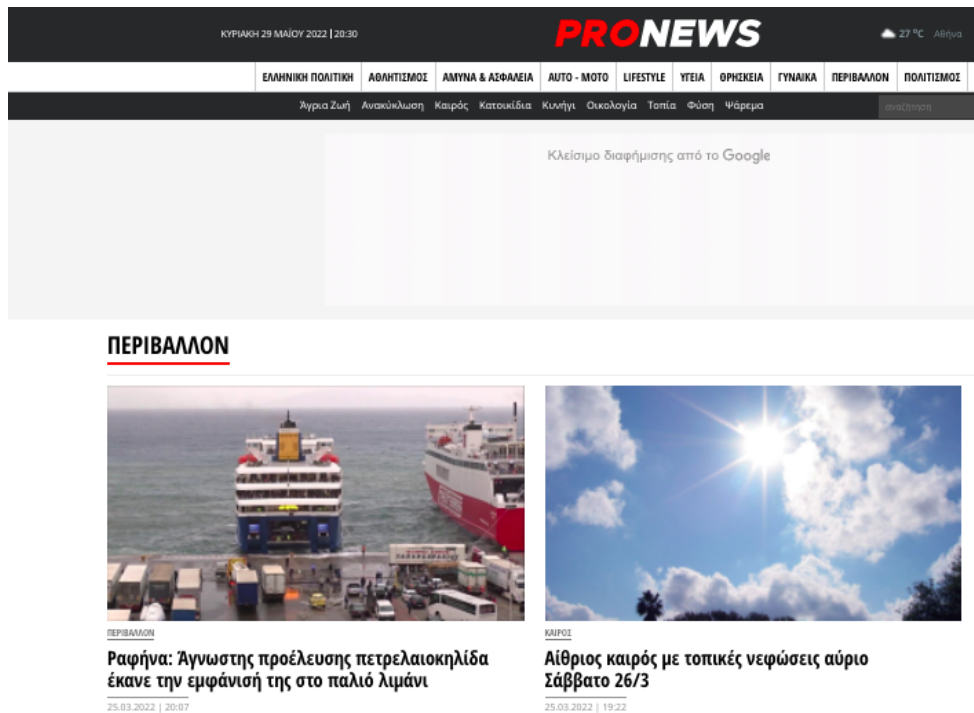 ΚΥΡΙΑΚΗ 29 ΜΑΪΟΥ 2022 | 20:30
PRONEWS
27 °C Αθήνα
ΕΛΛΗΝΙΚΗ ΠΟΛΙΤΙΚΗ ΑΘΛΗΤΙΣΜΟΣ ΑΜΥΝΑ & ΑΣΦΑΛΕΙΑ AUTO - MOTO LIFESTYLE ΥΓΕΙΑ ΘΡΗΣΚΕΙΑ ΓΥΝΑΙΚΑ ΠΕΡΙΒΑΛΛΟΝ ΠΟΛΙΤΙΣΜΟΣ
Άγρια Ζωή Ανακύκλωση Καιρός Κατοικίδια Κυνήγι Οικολογία Τοπία Φύση Ψάρεμα
αναζήτηση
Κλείσιμο διαφήμισης από το Google
ΠΕΡΙΒΑΛΛΟΝ
ΠΕΡΙΒΑΛΛΟΝ
Ραφήνα: Άγνωστης προέλευσης πετρελαιοκηλίδα
έκανε την εμφάνισή της στο παλιό λιμάνι
25.03.2022 | 20:07
ΚΑΙΡΟΣ
Αίθριος καιρός με τοπικές νεφώσεις αύριο
Σάββατο 26/3
25.03.2022 | 19:22